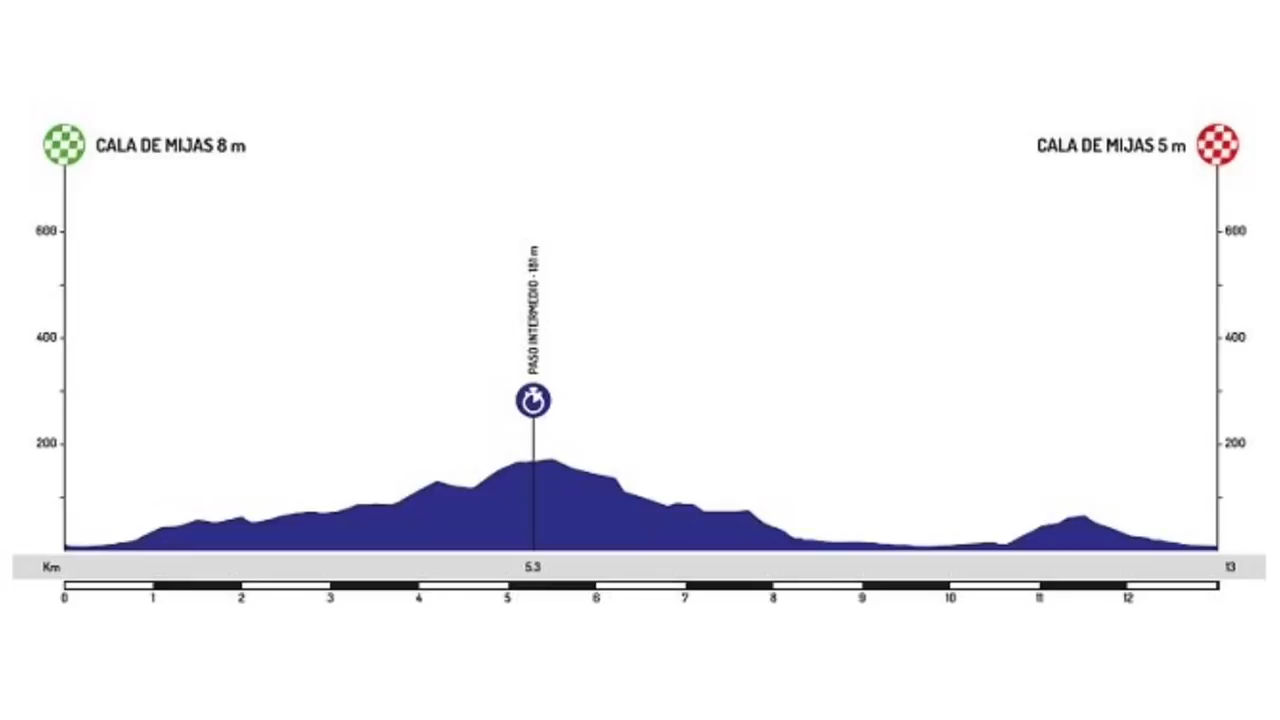 CALA DE MIJAS 8 m
CALA DE MIJAS 5 m
600
600
PASO INTERMEDIO - 181 m
400
400
200
200
Km
5.3
13
0 1 2 3 4 5 6 7 8 9 10 11 12